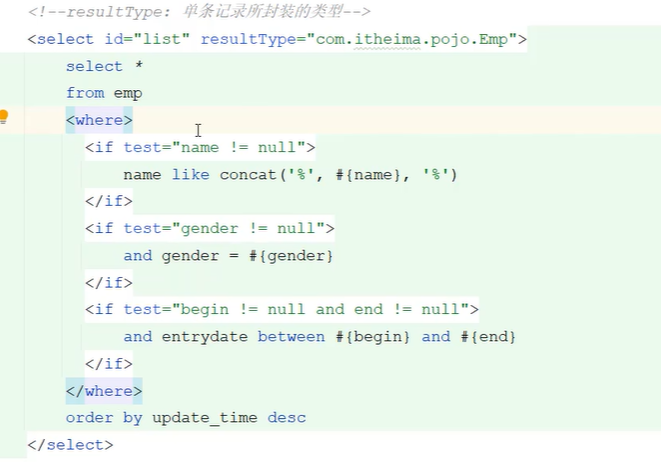 <!--resultType: 单条记录所封装的类型-->
<select id="list" resultType="com.itheima.pojo.Emp">
select *
from emp
<where>
<if test="name != null">
name like concat('%', #{name}, '%')
</if>
<if test="gender != null">
and gender = #{gender}
</if>
<if test="begin != null and end != null">
and entrydate between #{begin} and #{end}
</if>
</where>
order by update_time desc
</select>